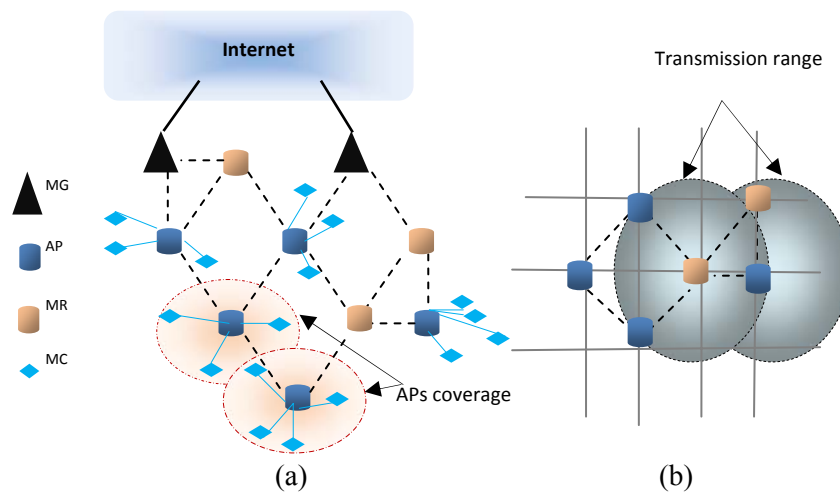 Internet
Transmission range
MG
AP
MR
MC
APs coverage
(a)
(b)